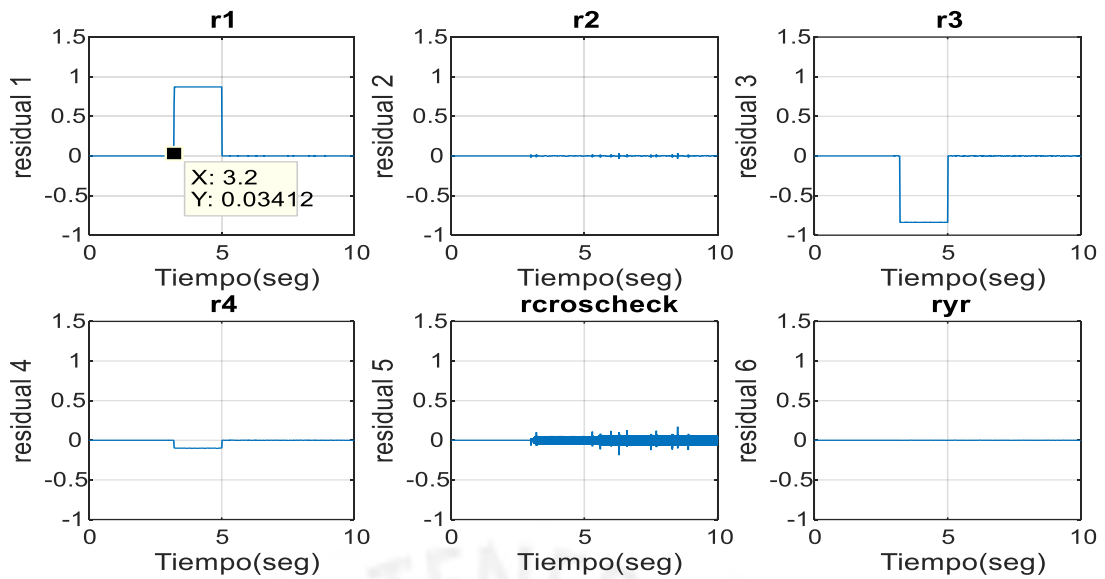 r1
1.5
1
0.5
0
-0.5
-1
residual 1
X: 3.2
Y: 0.03412
0 5 10
Tiempo(seg)
r2
1.5
1
0.5
0
-0.5
-1
residual 2
0 5 10
Tiempo(seg)
r3
1.5
1
0.5
0
-0.5
-1
residual 3
0 5 10
Tiempo(seg)
r4
1.5
1
0.5
0
-0.5
-1
residual 4
0 5 10
Tiempo(seg)
rcroscheck
1.5
1
0.5
0
-0.5
-1
residual 5
0 5 10
Tiempo(seg)
ryr
1.5
1
0.5
0
-0.5
-1
residual 6
0 5 10
Tiempo(seg)